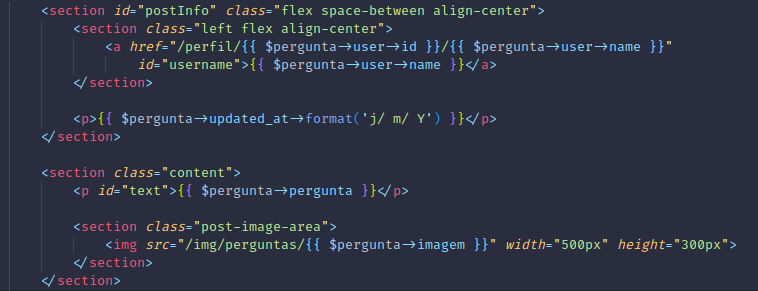 <section id="postInfo" class="flex space-between align-center">
<section class="left flex align-center">
<a href="/perfil/{{ $pergunta->user->id }}/{{ $pergunta->user->name }}"
id="username">{{ $pergunta->user->name }}</a>
</section>
<p>{{ $pergunta->updated_at->format('j/ m/ Y') }}</p>
</section>
<section class="content">
<p id="text">{{ $pergunta->pergunta }}</p>
<section class="post-image-area">
<img src="/img/perguntas/{{ $pergunta->imagem }}" width="500px" height="300px">
</section>
</section>